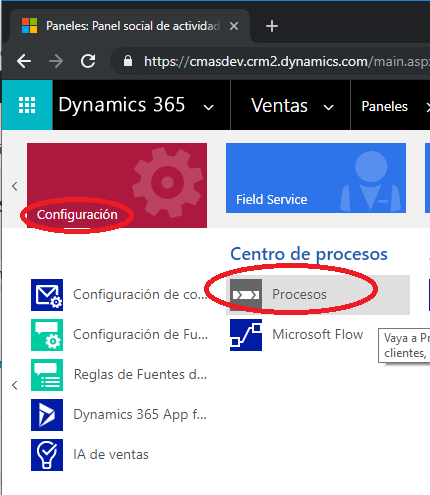 Paneles: Panel social de actividad
https://cmasdev.crm2.dynamics.com/main.asp
Dynamics 365
Ventas
Paneles
Configuración
Field Service
Centro de procesos
Configuración de co...
Procesos
Configuración de Fu...
Microsoft Flow
Vaya a Pr
clientes,
Reglas de Fuentes d...
Dynamics 365 App f...
IA de ventas